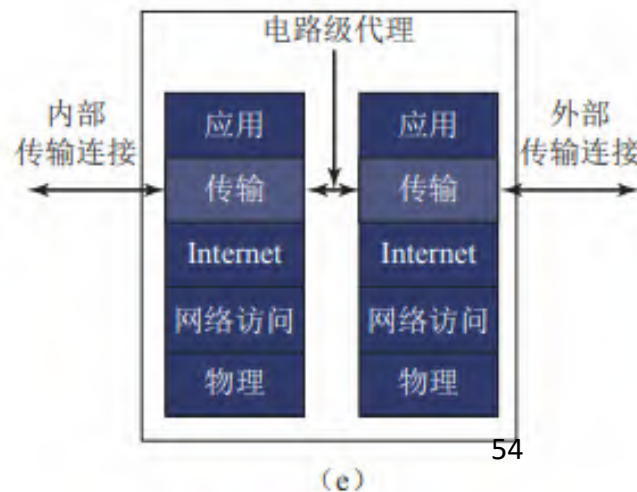 电路级代理
内部
传输连接
外部
传输连接
应用
传输
Internet
网络访问
物理
应用
传输
Internet
网络访问
物理
54
（e）